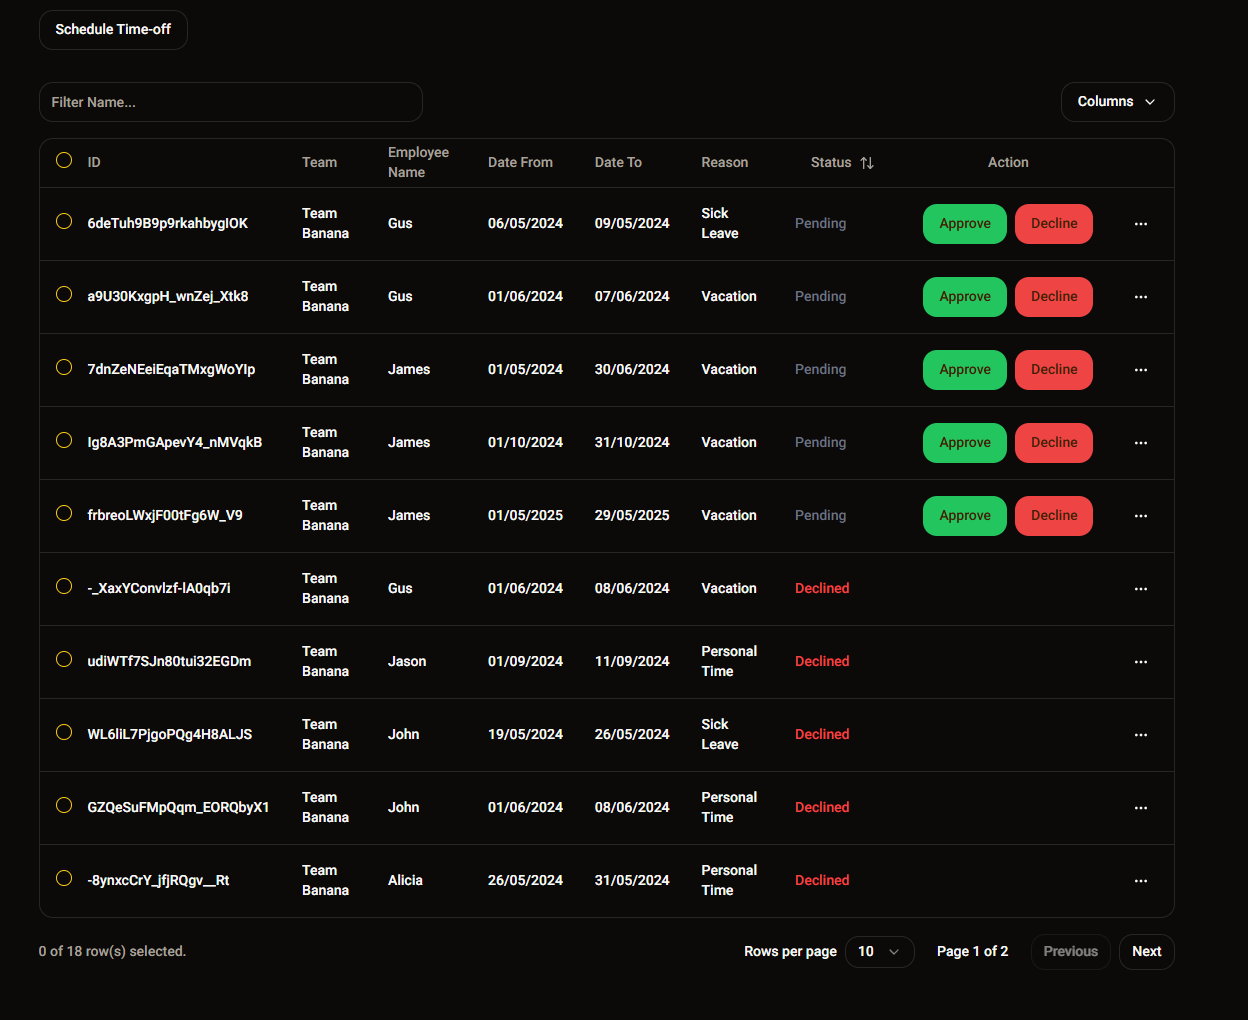 Schedule Time-off
Filter Name...
Columns
ID Team Employee Name Date From Date To Reason Status Action
6deTuh9B9p9rkahbyglOK Team Banana Gus 06/05/2024 09/05/2024 Sick Leave Pending Approve Decline
a9U30KxgpH_wnZej_Xtk8 Team Banana Gus 01/06/2024 07/06/2024 Vacation Pending Approve Decline
7dnZeNEeiEqaTMxgWoYlp Team Banana James 01/05/2024 30/06/2024 Vacation Pending Approve Decline
Ig8A3PmGApevY4_nMVqkB Team Banana James 01/10/2024 31/10/2024 Vacation Pending Approve Decline
frbreoLWxjF00tFg6W_V9 Team Banana James 01/05/2025 29/05/2025 Vacation Pending Approve Decline
-_XaxYConvlzf-lA0qb7i Team Banana Gus 01/06/2024 08/06/2024 Vacation Declined
udiWTf7SJn80tui32EGDm Team Banana Jason 01/09/2024 11/09/2024 Personal Time Declined
WL6liL7PjgoPQg4H8ALJS Team Banana John 19/05/2024 26/05/2024 Sick Leave Declined
GZQeSuFMpQqm_EORQbyX1 Team Banana John 01/06/2024 08/06/2024 Personal Time Declined
-8ynxcCrY_jfjRQgv__Rt Team Banana Alicia 26/05/2024 31/05/2024 Personal Time Declined
0 of 18 row(s) selected.
Rows per page 10 Page 1 of 2 Previous Next